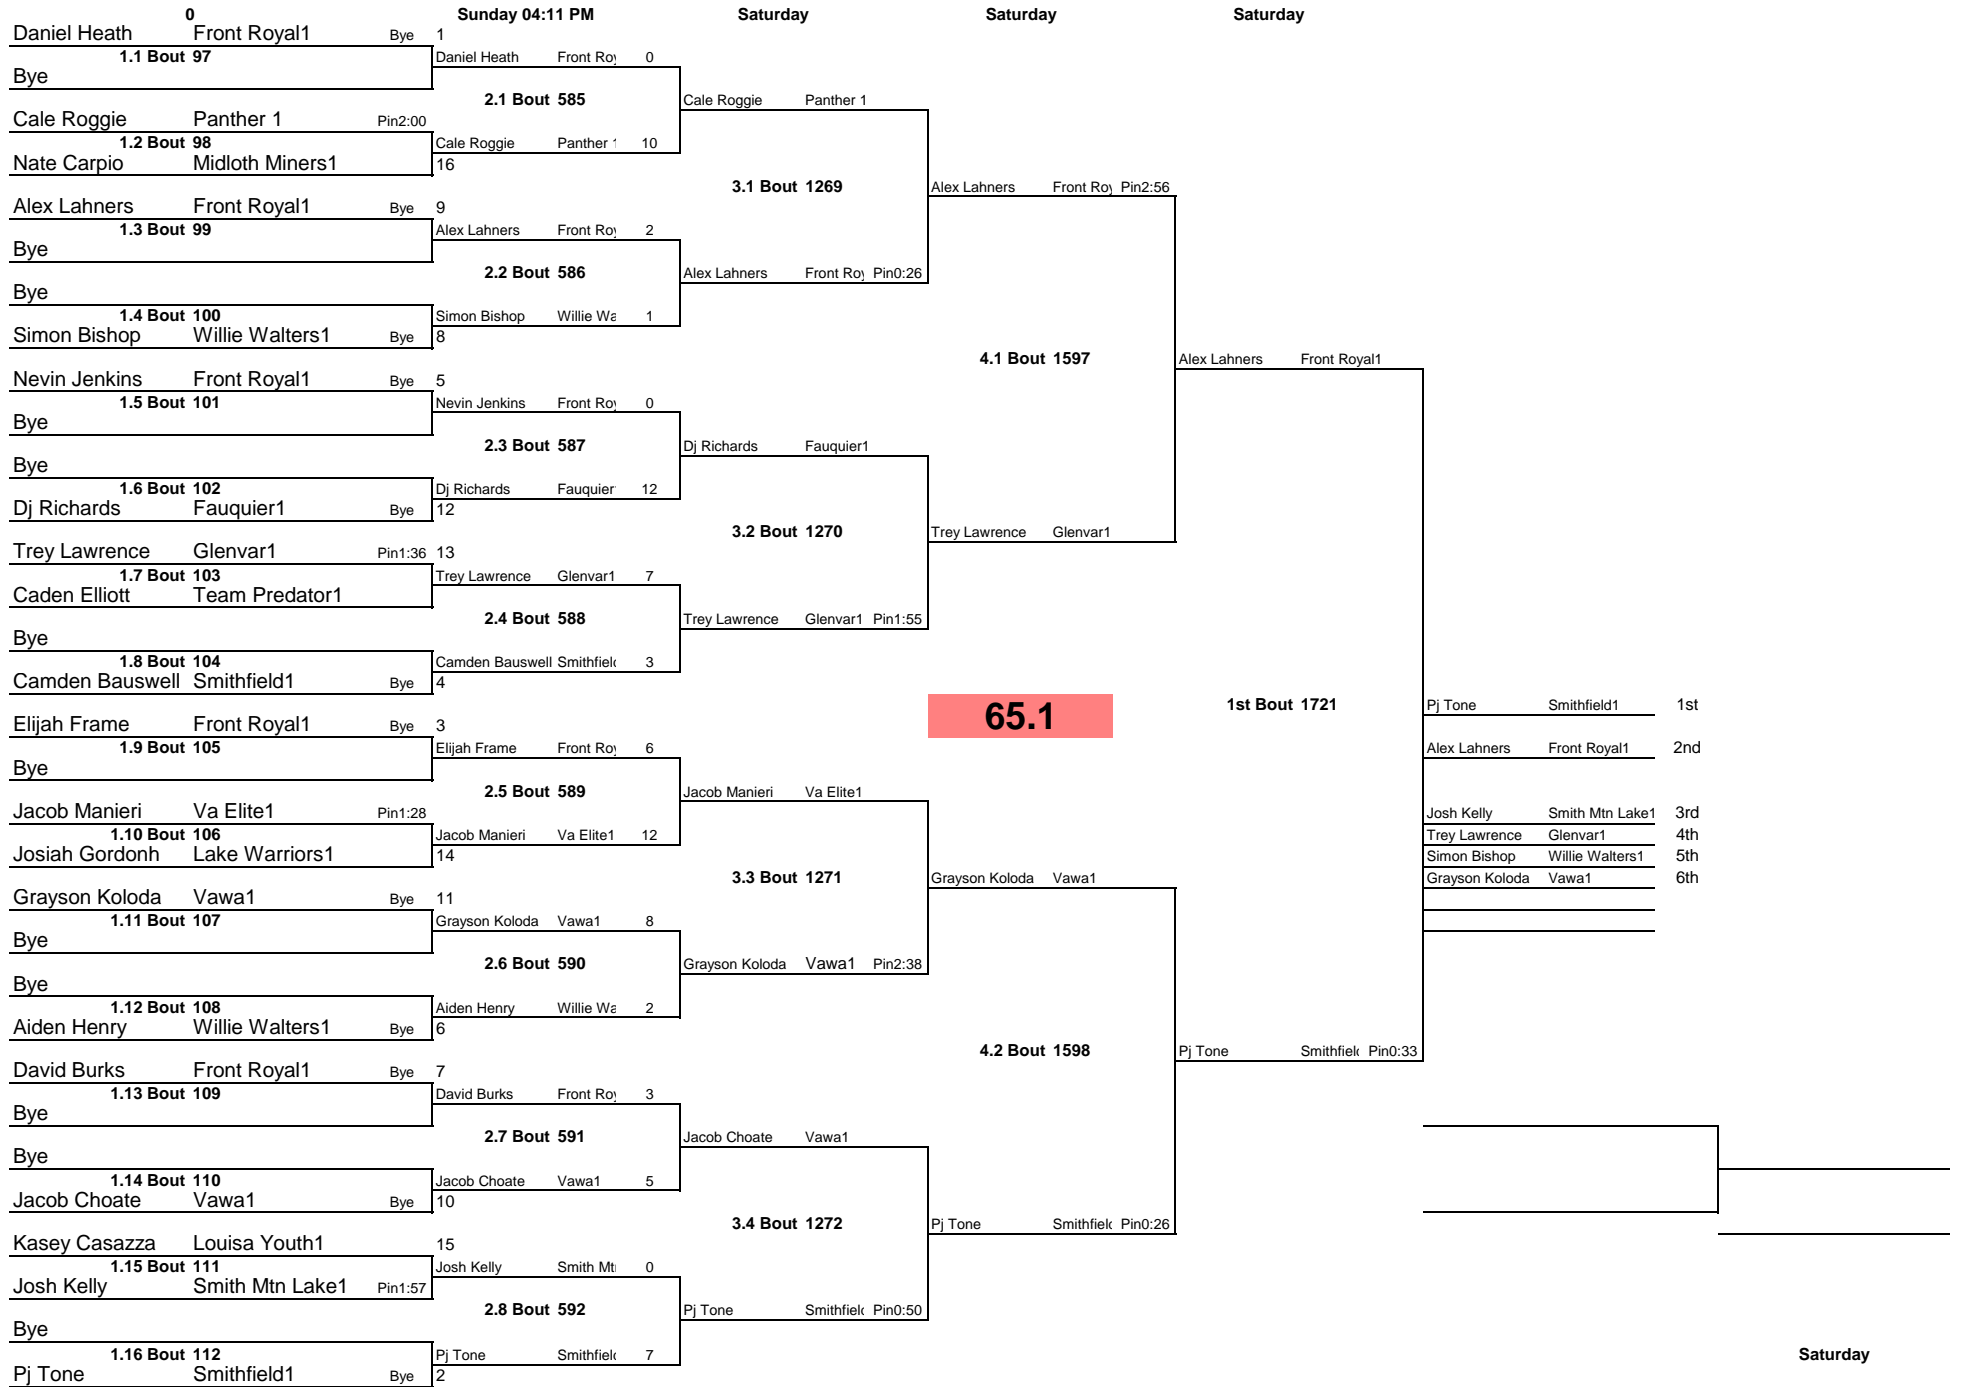 0 Sunday 04:11 PM Saturday Saturday Saturday
Daniel Heath Front Royal1 Bye 1
1.1 Bout 97
Bye
Cale Roggie Panther 1 Pin2:00
1.2 Bout 98
Nate Carpio Midloth Miners1 16
Alex Lahners Front Royal1 Bye 9
1.3 Bout 99
Bye
Bye
1.4 Bout 100
Simon Bishop Willie Walters1 Bye 8
Nevin Jenkins Front Royal1 Bye 5
1.5 Bout 101
Bye
Bye
1.6 Bout 102
Dj Richards Fauquier1 Bye 12
Trey Lawrence Glenvar1 Pin1:36 13
1.7 Bout 103
Caden Elliott Team Predator1
Bye
1.8 Bout 104
Camden Bauswell Smithfield1 Bye 4
Elijah Frame Front Royal1 Bye 3
1.9 Bout 105
Bye
Jacob Manieri Va Elite1 Pin1:28
1.10 Bout 106
Josiah Gordonh Lake Warriors1 14
Grayson Koloda Vawa1 Bye 11
1.11 Bout 107
Bye
Bye
1.12 Bout 108
Aiden Henry Willie Walters1 Bye 6
David Burks Front Royal1 Bye 7
1.13 Bout 109
Bye
Bye
1.14 Bout 110
Jacob Choate Vawa1 Bye 10
Kasey Casazza Louisa Youth1 15
1.15 Bout 111
Josh Kelly Smith Mtn Lake1 Pin1:57
Bye
1.16 Bout 112
Pj Tone Smithfield1 Bye 2
Daniel Heath Front Roy 0
2.1 Bout 585
Cale Roggie Panther 1 10
Alex Lahners Front Roy 2
2.2 Bout 586
Simon Bishop Willie Wa 1
Nevin Jenkins Front Roy 0
2.3 Bout 587
Dj Richards Fauquier 12
Trey Lawrence Glenvar1 7
2.4 Bout 588
Camden Bauswell Smithfield 3
Elijah Frame Front Roy 6
2.5 Bout 589
Jacob Manieri Va Elite1 12
Grayson Koloda Vawa1 8
2.6 Bout 590
Aiden Henry Willie Wa 2
David Burks Front Roy 3
2.7 Bout 591
Jacob Choate Vawa1 5
Josh Kelly Smith Mt 0
2.8 Bout 592
Pj Tone Smithfield 7
Cale Roggie Panther 1
3.1 Bout 1269
Alex Lahners Front Roy Pin0:26
Dj Richards Fauquier1
3.2 Bout 1270
Trey Lawrence Glenvar1 Pin1:55
Jacob Manieri Va Elite1
3.3 Bout 1271
Grayson Koloda Vawa1 Pin2:38
Jacob Choate Vawa1
3.4 Bout 1272
Pj Tone Smithfield Pin0:50
Alex Lahners Front Roy Pin2:56
4.1 Bout 1597
Trey Lawrence Glenvar1
65.1
Grayson Koloda Vawa1
4.2 Bout 1598
Pj Tone Smithfield Pin0:26
Alex Lahners Front Royal1
1st Bout 1721
Pj Tone Smithfield Pin0:33
Pj Tone Smithfield1 1st
Alex Lahners Front Royal1 2nd
Josh Kelly Smith Mtn Lake1 3rd
Trey Lawrence Glenvar1 4th
Simon Bishop Willie Walters1 5th
Grayson Koloda Vawa1 6th
Saturday